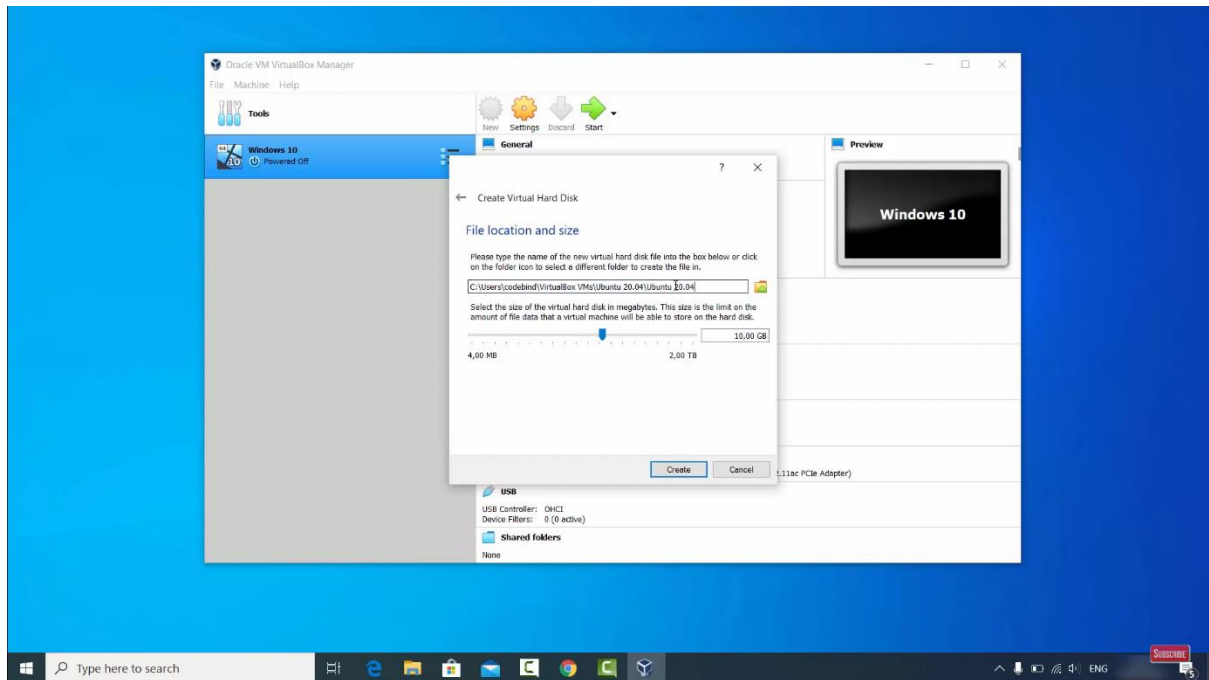 Oracle VM VirtualBox Manager
File Machine Help
Tools
New Settings Discard Start
Windows 10
Powered Off
General
Preview
Windows 10
Create Virtual Hard Disk
File location and size
Please type the name of the new virtual hard disk file into the box below or click
on the folder icon to select a different folder to create the file in.
C:\Users\codebind\VirtualBox VMs\Ubuntu 20.04\Ubuntu 20.04
Select the size of the virtual hard disk in megabytes. This size is the limit on the
amount of file data that a virtual machine will be able to store on the hard disk.
10,00 GB
4,00 MB 2,00 TB
Create Cancel
.11ac PCIe Adapter)
USB
USB Controller: OHCI
Device Filters: 0 (0 active)
Shared folders
None
SUBSCRIBE
Type here to search
ENG
5